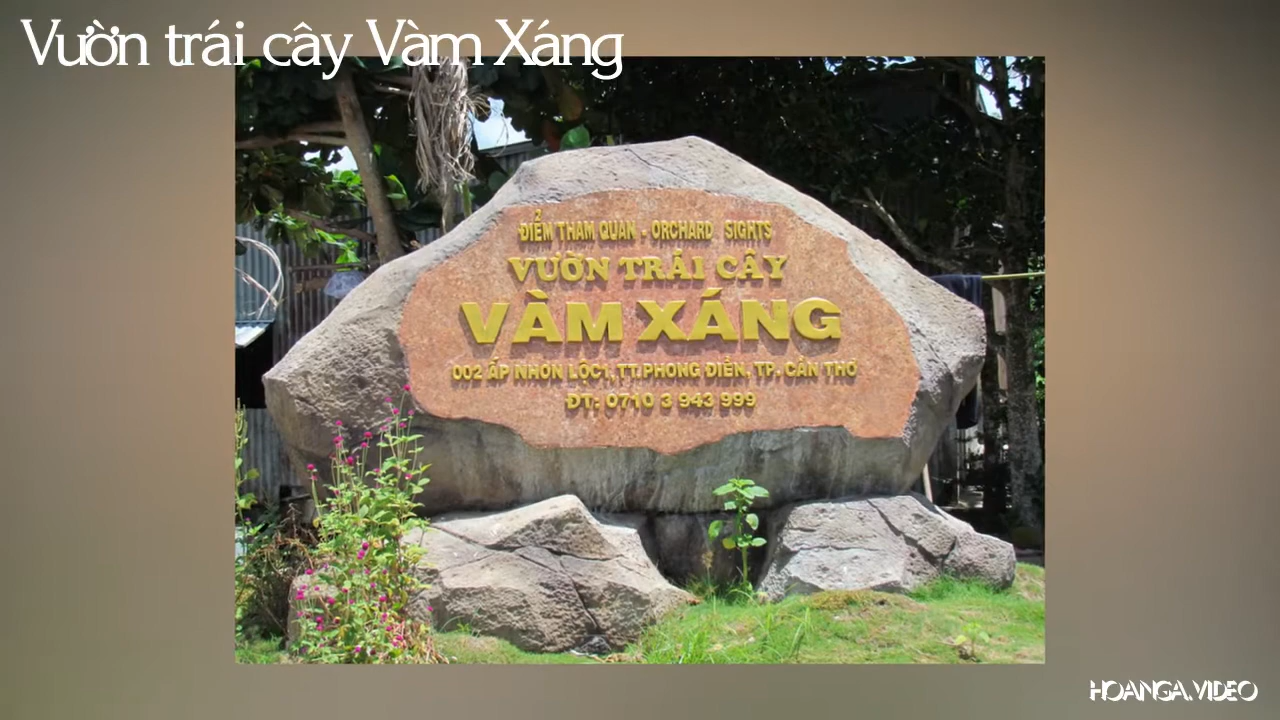 Vườn trái cây Vàm Xáng
ĐIỂM THAM QUAN - ORCHARD SIGHTS
VƯỜN TRÁI CÂY
VÀM XÁNG
002 ẤP NHƠN LỘC1, TT.PHONG ĐIỀN, TP. CẦN THƠ
ĐT: 0710 3 943 999
HOANGA.VIDEO